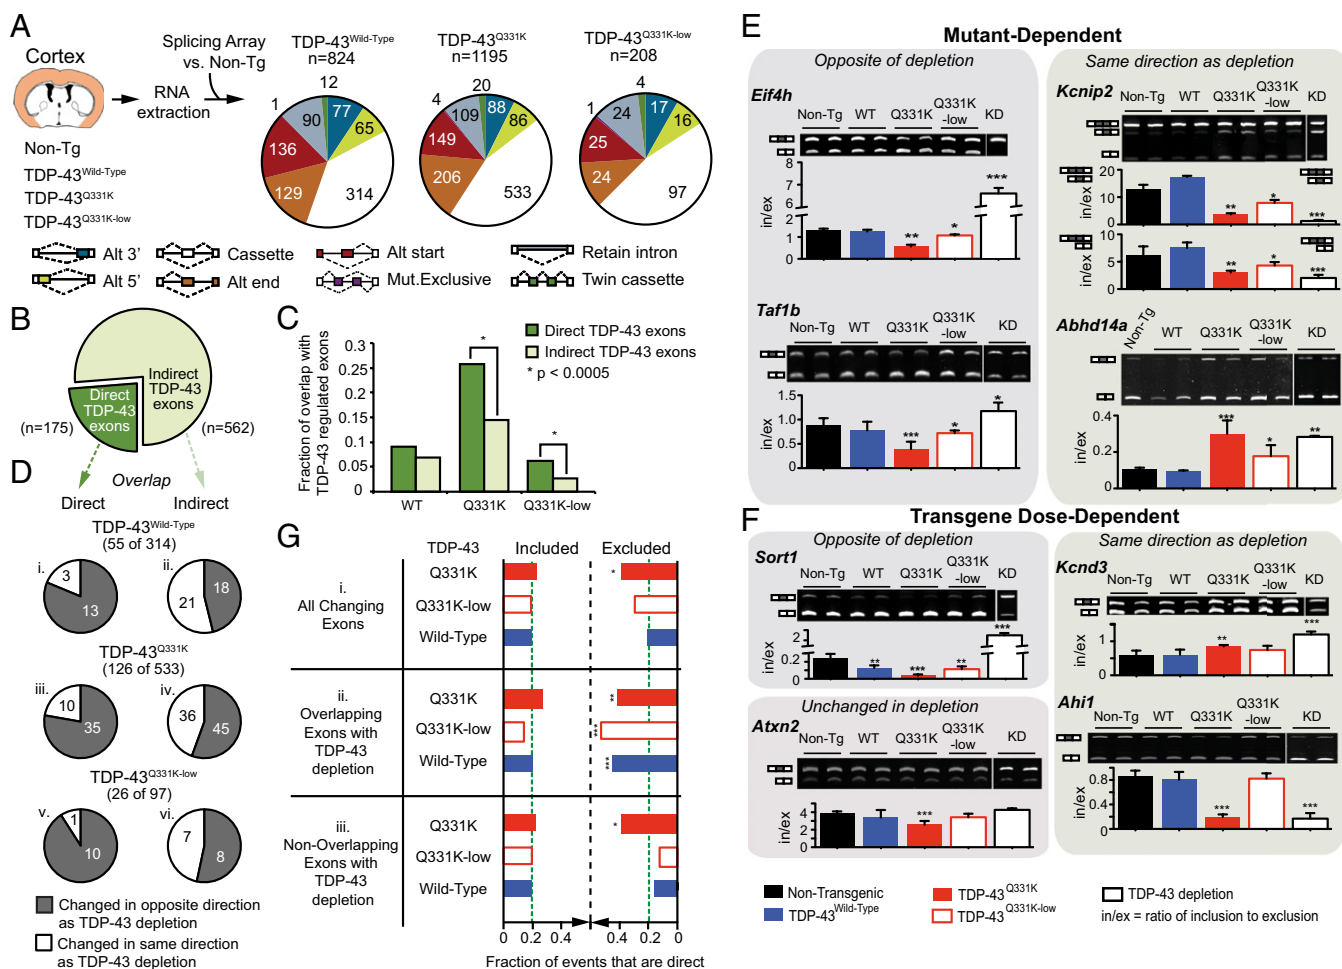 A
Cortex
Splicing Array
vs. Non-Tg
RNA
extraction
Non-Tg
TDP-43Wild-Type
TDP-43Q331K
TDP-43Q331K-low
TDP-43Wild-Type
n=824
12
1
90
77
65
136
129
314
TDP-43Q331K
n=1195
20
4
109
88
86
149
206
533
TDP-43Q331K-low
n=208
4
1
24
17
16
25
24
97
Alt 3'
Cassette
Alt start
Retain intron
Alt 5'
Alt end
Mut.Exclusive
Twin cassette
B
Indirect TDP-43
exons
Direct
TDP-43
exons
(n=175)
(n=562)
C
Fraction of overlap with
TDP-43 regulated exons
0.3
0.25
0.2
0.15
0.10
0.05
0
Direct TDP-43 exons
Indirect TDP-43 exons
* p < 0.0005
*
*
WT
Q331K
Q331K-low
D
Overlap
Direct
Indirect
TDP-43Wild-Type
(55 of 314)
i.
3
13
ii.
18
21
TDP-43Q331K
(126 of 533)
iii.
10
35
iv.
36
45
TDP-43Q331K-low
(26 of 97)
v.
1
10
vi.
7
8
Changed in opposite direction
as TDP-43 depletion
Changed in same direction
as TDP-43 depletion
G
TDP-43
Included
Excluded
i.
All Changing
Exons
Q331K
*
Q331K-low
Wild-Type
ii.
Overlapping
Exons with
TDP-43
depletion
Q331K
**
Q331K-low
***
Wild-Type
***
iii.
Non-Overlapping
Exons with
TDP-43
depletion
Q331K
*
Q331K-low
Wild-Type
0 0.2 0.4 0.4 0.2 0
Fraction of events that are direct
E
Mutant-Dependent
Opposite of depletion
Eif4h
Non-Tg WT Q331K Q331K-low KD
in/ex
8
7
6
2
1
0
** * ***
Taf1b
Non-Tg WT Q331K Q331K-low KD
in/ex
1.5
1.0
0.5
0
*** * *
Same direction as depletion
Kcnip2
Non-Tg WT Q331K Q331K-low KD
in/ex
20
10
0
** * ***
in/ex
10
5
0
** * ***
Abhd14a
Non-Tg WT Q331K Q331K-low KD
in/ex
0.4
0.2
0
*** * **
F
Transgene Dose-Dependent
Opposite of depletion
Sort1
Non-Tg WT Q331K Q331K-low KD
in/ex
2
0.2
0
** *** ** ***
Unchanged in depletion
Atxn2
Non-Tg WT Q331K Q331K-low KD
in/ex
4
2
0
***
Same direction as depletion
Kcnd3
Non-Tg WT Q331K Q331K-low KD
in/ex
1
0
** ***
Ahi1
Non-Tg WT Q331K Q331K-low KD
in/ex
0.8
0.4
0
*** ***
Non-Transgenic
TDP-43Wild-Type
TDP-43Q331K
TDP-43Q331K-low
TDP-43 depletion
in/ex = ratio of inclusion to exclusion